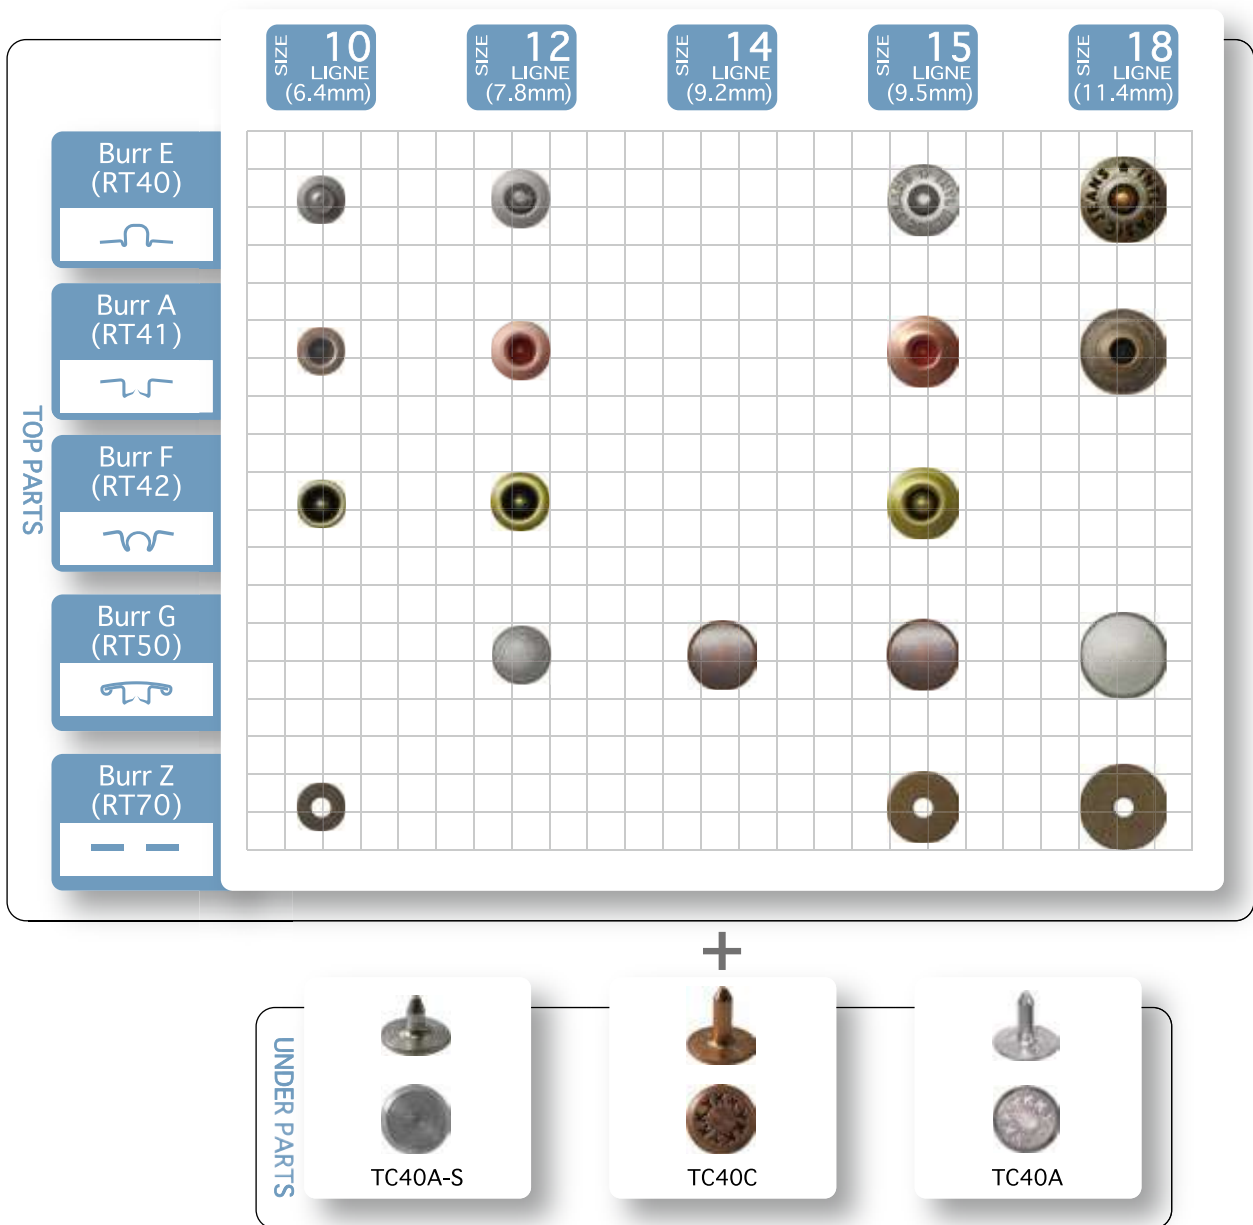 SIZE 10
LIGNE
(6.4mm)
SIZE 12
LIGNE
(7.8mm)
SIZE 14
LIGNE
(9.2mm)
SIZE 15
LIGNE
(9.5mm)
SIZE 18
LIGNE
(11.4mm)
TOP PARTS
Burr E
(RT40)
JEANS
Burr A
(RT41)
Burr F
(RT42)
Burr G
(RT50)
Burr Z
(RT70)
+
UNDER PARTS
TC40A-S
TC40C
TC40A